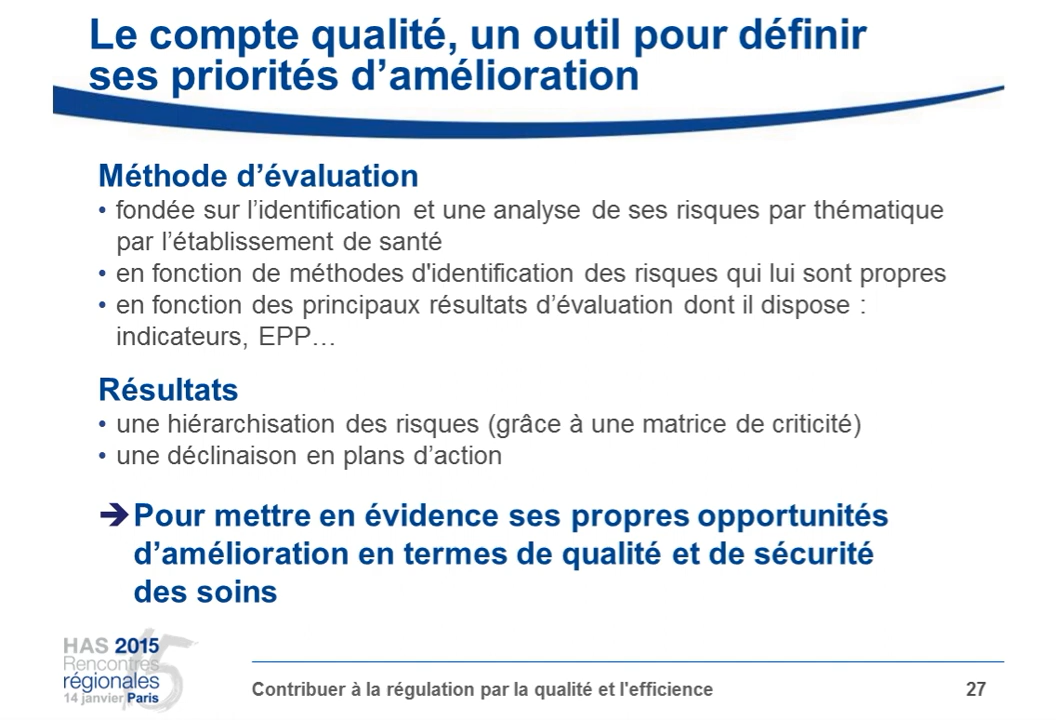 Le compte qualité, un outil pour définir
ses priorités d’amélioration
Méthode d’évaluation
• fondée sur l’identification et une analyse de ses risques par thématique
par l’établissement de santé
• en fonction de méthodes d'identification des risques qui lui sont propres
• en fonction des principaux résultats d’évaluation dont il dispose :
indicateurs, EPP…
Résultats
• une hiérarchisation des risques (grâce à une matrice de criticité)
• une déclinaison en plans d’action
➔ Pour mettre en évidence ses propres opportunités
d’amélioration en termes de qualité et de sécurité
des soins
HAS 2015
Rencontres
régionales
14 janvier Paris
15
Contribuer à la régulation par la qualité et l'efficience
27